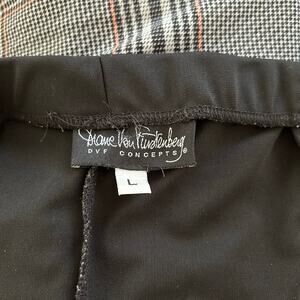 Diane Von Furstenberg®
DVF CONCEPTS
L